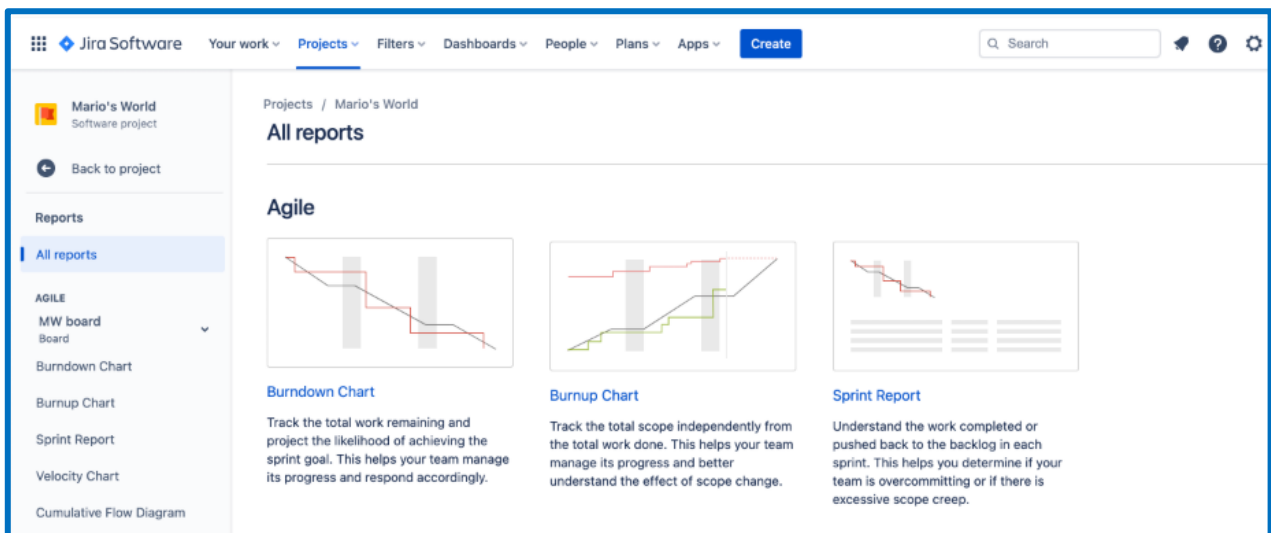 Jira Software Your work Projects Filters Dashboards People Plans Apps Create Search
Mario's World
Software project
Back to project
Reports
All reports
AGILE
MW board
Board
Burndown Chart
Burnup Chart
Sprint Report
Velocity Chart
Cumulative Flow Diagram
Projects / Mario's World
All reports
Agile
Burndown Chart
Track the total work remaining and
project the likelihood of achieving the
sprint goal. This helps your team manage
its progress and respond accordingly.
Burnup Chart
Track the total scope independently from
the total work done. This helps your team
manage its progress and better
understand the effect of scope change.
Sprint Report
Understand the work completed or
pushed back to the backlog in each
sprint. This helps you determine if your
team is overcommitting or if there is
excessive scope creep.